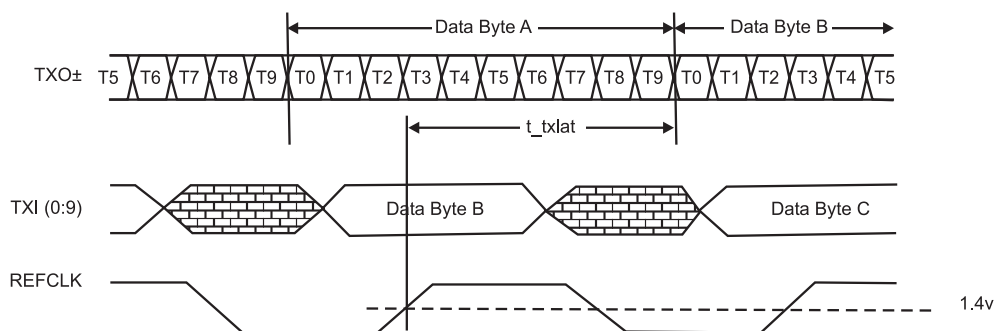 Data Byte A Data Byte B
TXO± T5 T6 T7 T8 T9 T0 T1 T2 T3 T4 T5 T6 T7 T8 T9 T0 T1 T2 T3 T4 T5
t_txlat
TXI (0:9) Data Byte B Data Byte C
REFCLK
1.4v